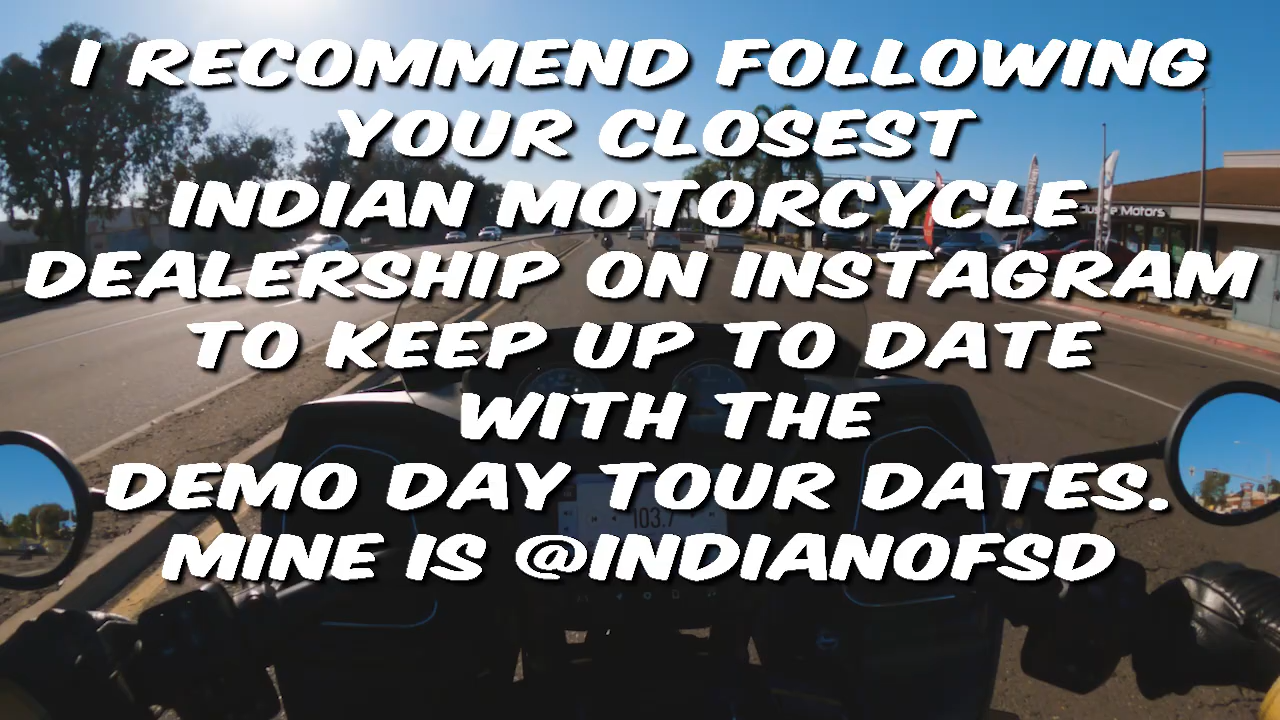 I RECOMMEND FOLLOWING
YOUR CLOSEST
INDIAN MOTORCYCLE
DEALERSHIP ON INSTAGRAM
TO KEEP UP TO DATE
WITH THE
DEMO DAY TOUR DATES.
MINE IS @INDIANOFSD
Motors
103.7